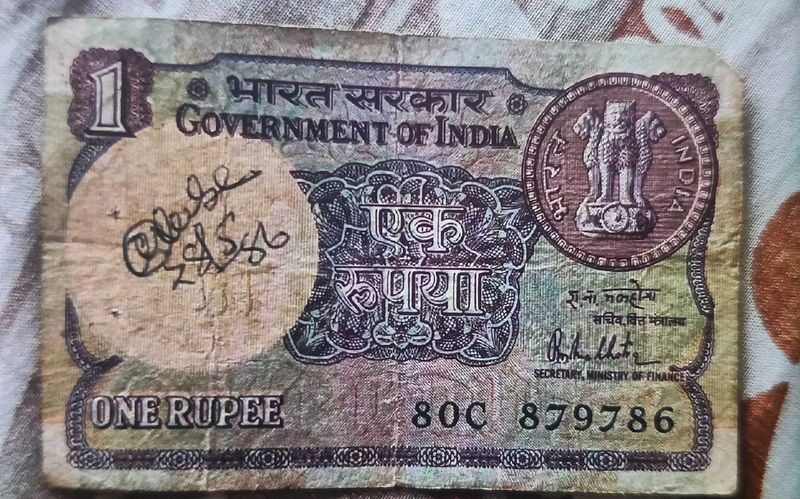 1
भारत सरकार
GOVERNMENT OF INDIA
भारत
INDIA
एक
रुपया
सचिव, वित्त मंत्रालय
SECRETARY, MINISTRY OF FINANCE
ONE RUPEE
80C 879786